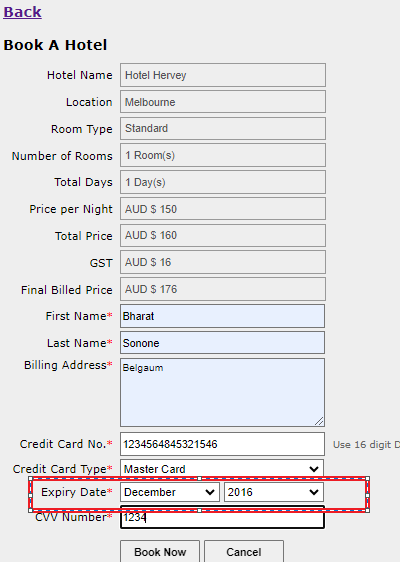 Back
Book A Hotel
Hotel Name Hotel Hervey
Location Melbourne
Room Type Standard
Number of Rooms 1 Room(s)
Total Days 1 Day(s)
Price per Night AUD $ 150
Total Price AUD $ 160
GST AUD $ 16
Final Billed Price AUD $ 176
First Name* Bharat
Last Name* Sonone
Billing Address* Belgaum
Credit Card No.* 1234564845321546 Use 16 digit D
Credit Card Type* Master Card
Expiry Date* December 2016
CVV Number* 1234
Book Now Cancel